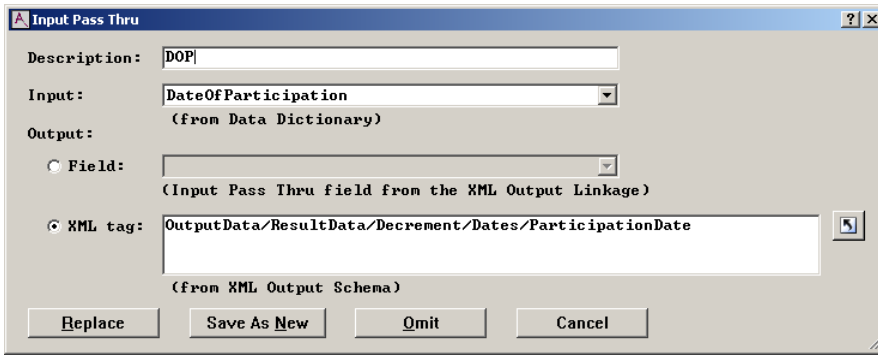 Input Pass Thru
Description: DOP
Input: DateOfParticipation
(from Data Dictionary)
Output:
Field:
(Input Pass Thru field from the XML Output Linkage)
XML tag: OutputData/ResultData/Decrement/Dates/ParticipationDate
(from XML Output Schema)
Replace Save As New Omit Cancel